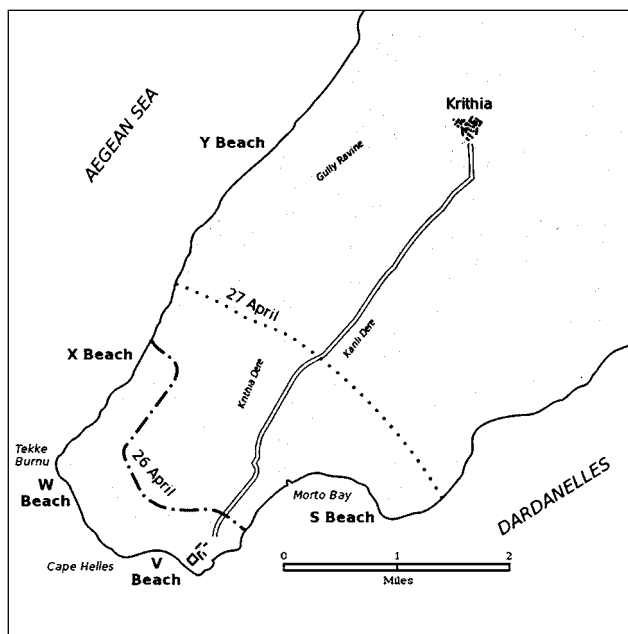 Krithia
AEGEAN SEA
Y Beach
Gully Ravine
27 April
Kanli Dere
X Beach
Krithia Dere
Tekke
Burnu
W
Beach
26 April
Morto Bay
S Beach
DARDANELLES
Cape Helles
V
Beach
0 1 2
Miles